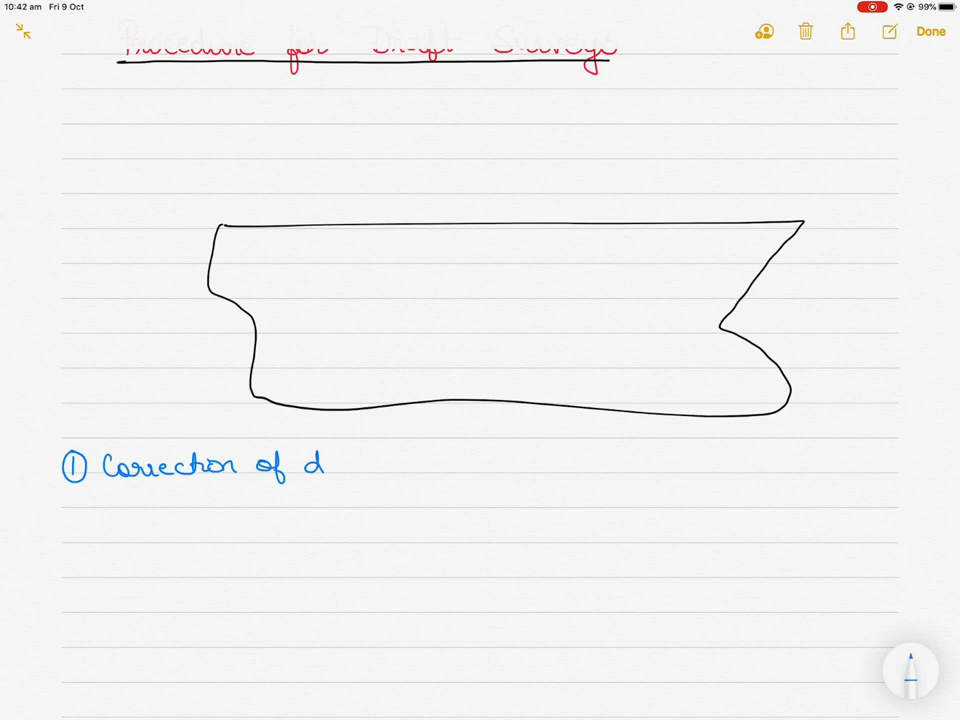 10:42 am Fri 9 Oct 99%
Done
Procedure for Draft Surveys
① Correction of d